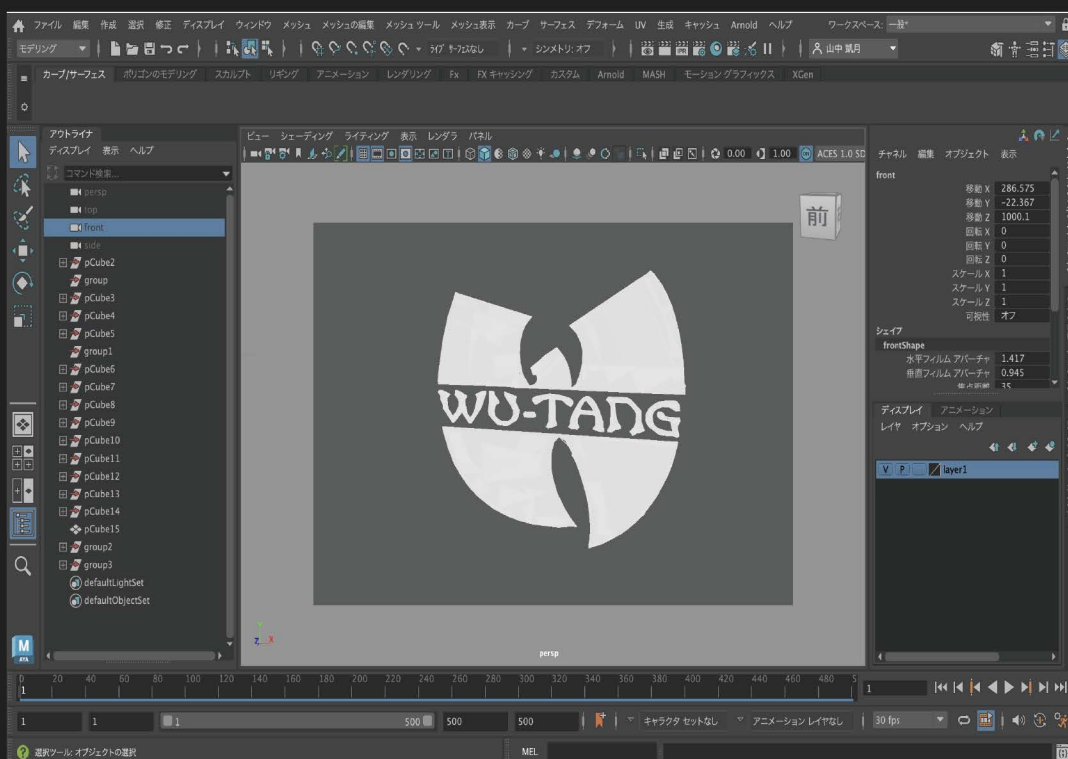 ファイル 編集 作成 選択 修正 ディスプレイ ウィンドウ メッシュ メッシュの編集 メッシュ ツール メッシュ表示 カーブ サーフェス デフォーム UV 生成 キャッシュ Arnold ヘルプ ワークスペース: 一般*
モデリング ライブ サーフェスなし シンメトリ: オフ 山中 凱月
カーブ/サーフェス ポリゴンのモデリング スカルプト リギング アニメーション レンダリング Fx FX キャッシング カスタム Arnold MASH モーション グラフィックス XGen
アウトライナ
ディスプレイ 表示 ヘルプ
コマンド検索...
persp
top
front
side
pCube2
group
pCube3
pCube4
pCube5
group1
pCube6
pCube7
pCube8
pCube9
pCube10
pCube11
pCube12
pCube13
pCube14
pCube15
group2
group3
defaultLightSet
defaultObjectSet
M
AYA
ビュー シェーディング ライティング 表示 レンダラ パネル
0.00 1.00 ACES 1.0 SD
前
WU-TANG
Z X
persp
チャネル 編集 オブジェクト 表示
front
移動 X 286.575
移動 Y -22.367
移動 Z 1000.1
回転 X 0
回転 Y 0
回転 Z 0
スケール X 1
スケール Y 1
スケール Z 1
可視性 オフ
シェイプ
frontShape
水平フィルム アパーチャ 1.417
垂直フィルム アパーチャ 0.945
焦点距離 35
ディスプレイ アニメーション
レイヤ オプション ヘルプ
V P layer1
0 20 40 60 80 100 120 140 160 180 200 220 240 260 280 300 320 340 360 380 400 420 440 460 480 5
1 1
1 1 1 500 500 500 キャラクタ セットなし アニメーション レイヤなし 30 fps
選択ツール: オブジェクトの選択 MEL